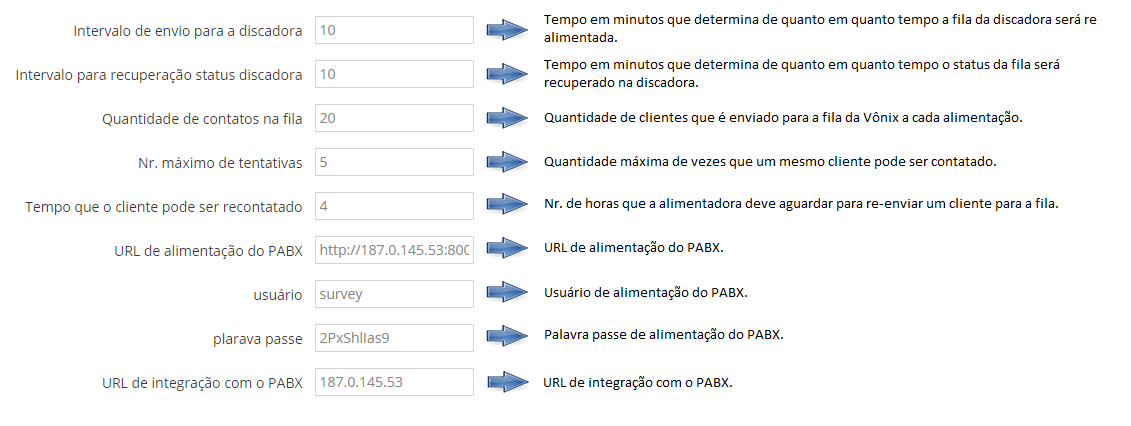 Intervalo de envio para a discadora 10 Tempo em minutos que determina de quanto em quanto tempo a fila da discadora será re
alimentada.
Intervalo para recuperação status discadora 10 Tempo em minutos que determina de quanto em quanto tempo o status da fila será
recuperado na discadora.
Quantidade de contatos na fila 20 Quantidade de clientes que é enviado para a fila da Vônix a cada alimentação.
Nr. máximo de tentativas 5 Quantidade máxima de vezes que um mesmo cliente pode ser contatado.
Tempo que o cliente pode ser recontatado 4 Nr. de horas que a alimentadora deve aguardar para re-enviar um cliente para a fila.
URL de alimentação do PABX http://187.0.145.53:800 URL de alimentação do PABX.
usuário survey Usuário de alimentação do PABX.
plarava passe 2PxShlIas9 Palavra passe de alimentação do PABX.
URL de integração com o PABX 187.0.145.53 URL de integração com o PABX.